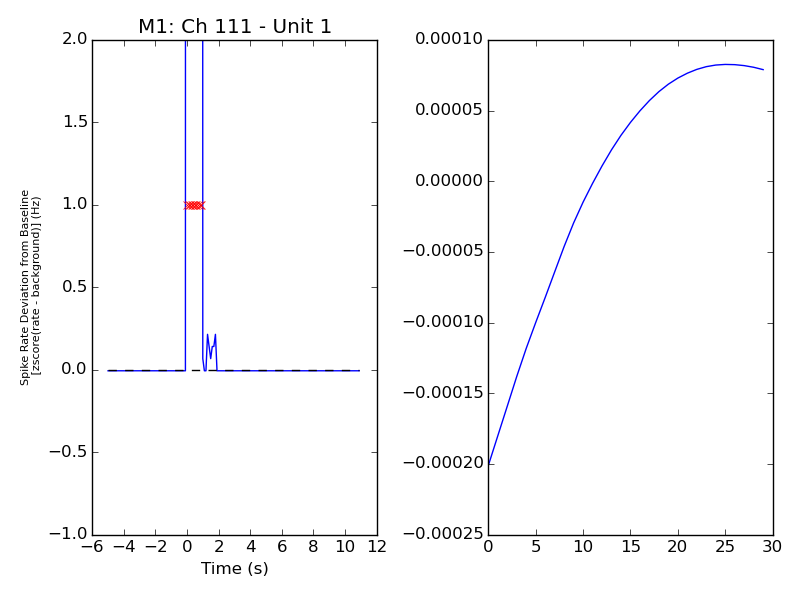 M1: Ch 111 - Unit 1
2.0
1.5
1.0
0.5
0.0
−0.5
−1.0
Spike Rate Deviation from Baseline
[zscore(rate - background)] (Hz)
−6 −4 −2 0 2 4 6 8 10 12
Time (s)
0.00010
0.00005
0.00000
−0.00005
−0.00010
−0.00015
−0.00020
−0.00025
0 5 10 15 20 25 30